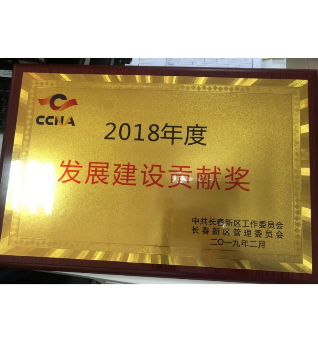 CCNA
2018年度
发展建设贡献奖
中共长春新区工作委员会
长春新区管理委员会
二〇一九年二月